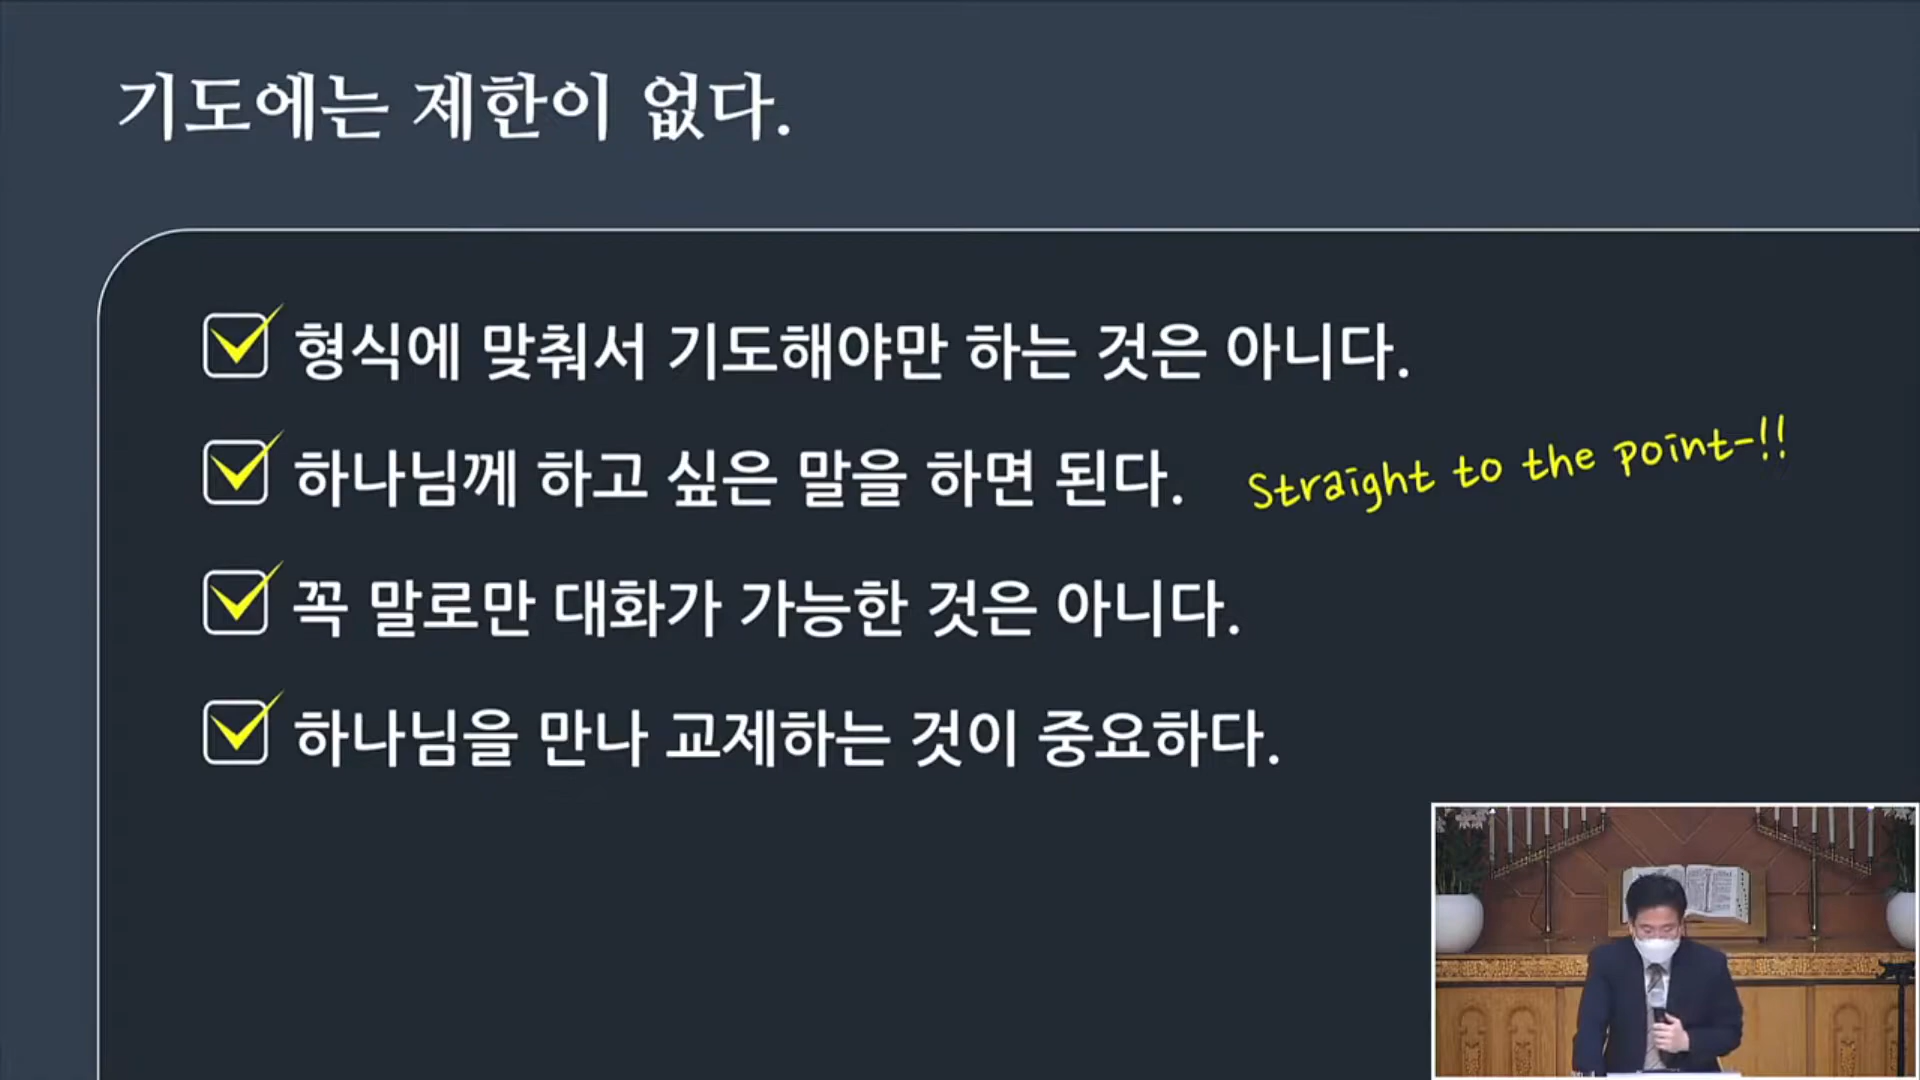 기도에는 제한이 없다.
형식에 맞춰서 기도해야만 하는 것은 아니다.
하나님께 하고 싶은 말을 하면 된다. Straight to the point-!!
꼭 말로만 대화가 가능한 것은 아니다.
하나님을 만나 교제하는 것이 중요하다.